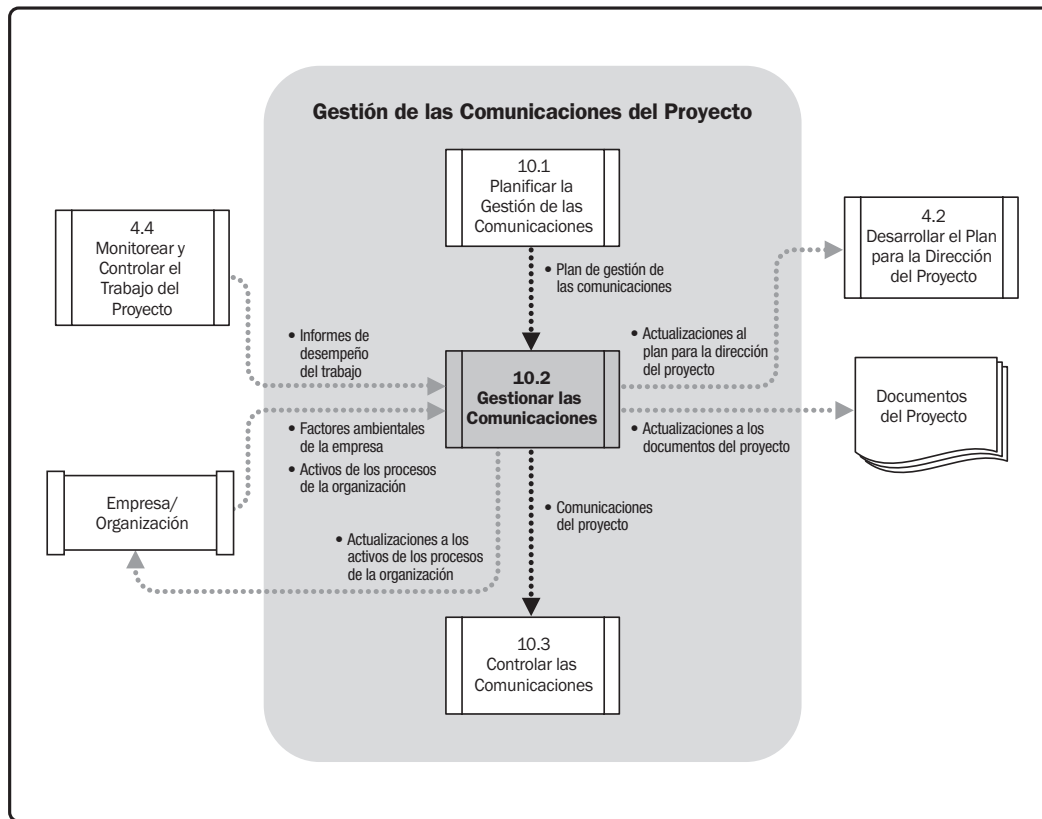 Gestión de las Comunicaciones del Proyecto
10.1
Planificar la
Gestión de las
Comunicaciones
4.4
Monitorear y
Controlar el
Trabajo del
Proyecto
4.2
Desarrollar el Plan
para la Dirección
del Proyecto
• Plan de gestión de
las comunicaciones
• Informes de
desempeño
del trabajo
• Actualizaciones al
plan para la dirección
del proyecto
10.2
Gestionar las
Comunicaciones
Documentos
del Proyecto
• Factores ambientales
de la empresa
• Activos de los procesos
de la organización
• Actualizaciones a los
documentos del proyecto
Empresa/
Organización
• Comunicaciones
del proyecto
• Actualizaciones a los
activos de los procesos
de la organización
10.3
Controlar las
Comunicaciones